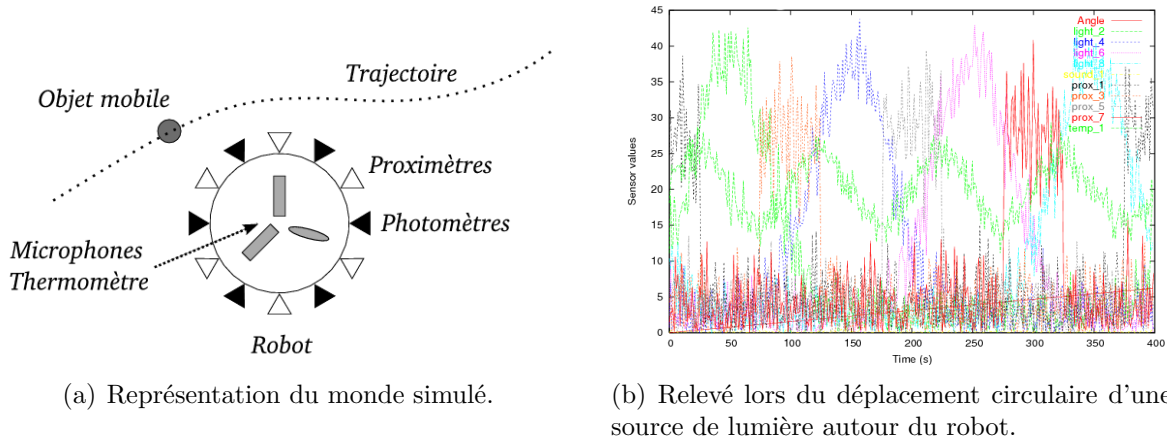 Objet mobile
Trajectoire
Proximètres
Photomètres
Microphones
Thermomètre
Robot
(a) Représentation du monde simulé.
45
40
35
30
25
20
15
10
5
0
Sensor values
0
50
100
150
200
250
300
350
400
Time (s)
Angle
light_2
light_4
light_6
prox_1
prox_3
prox_5
prox_7
temp_1
(b) Relevé lors du déplacement circulaire d'une
source de lumière autour du robot.